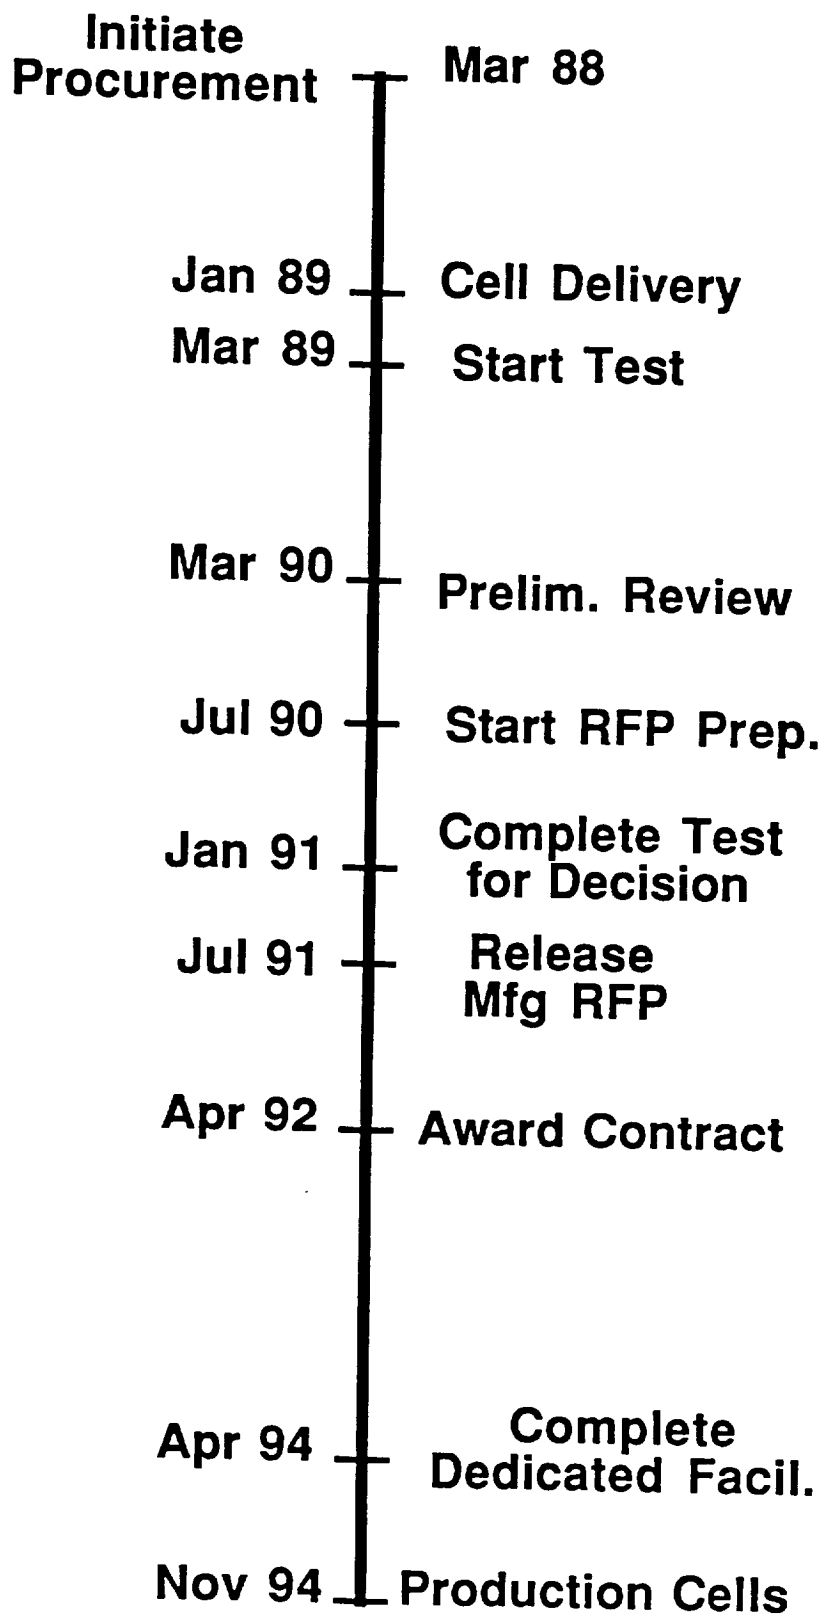 Initiate
Procurement
Mar 88
Jan 89
Cell Delivery
Mar 89
Start Test
Mar 90
Prelim. Review
Jul 90
Start RFP Prep.
Jan 91
Complete Test
for Decision
Jul 91
Release
Mfg RFP
Apr 92
Award Contract
Apr 94
Complete
Dedicated Facil.
Nov 94
Production Cells